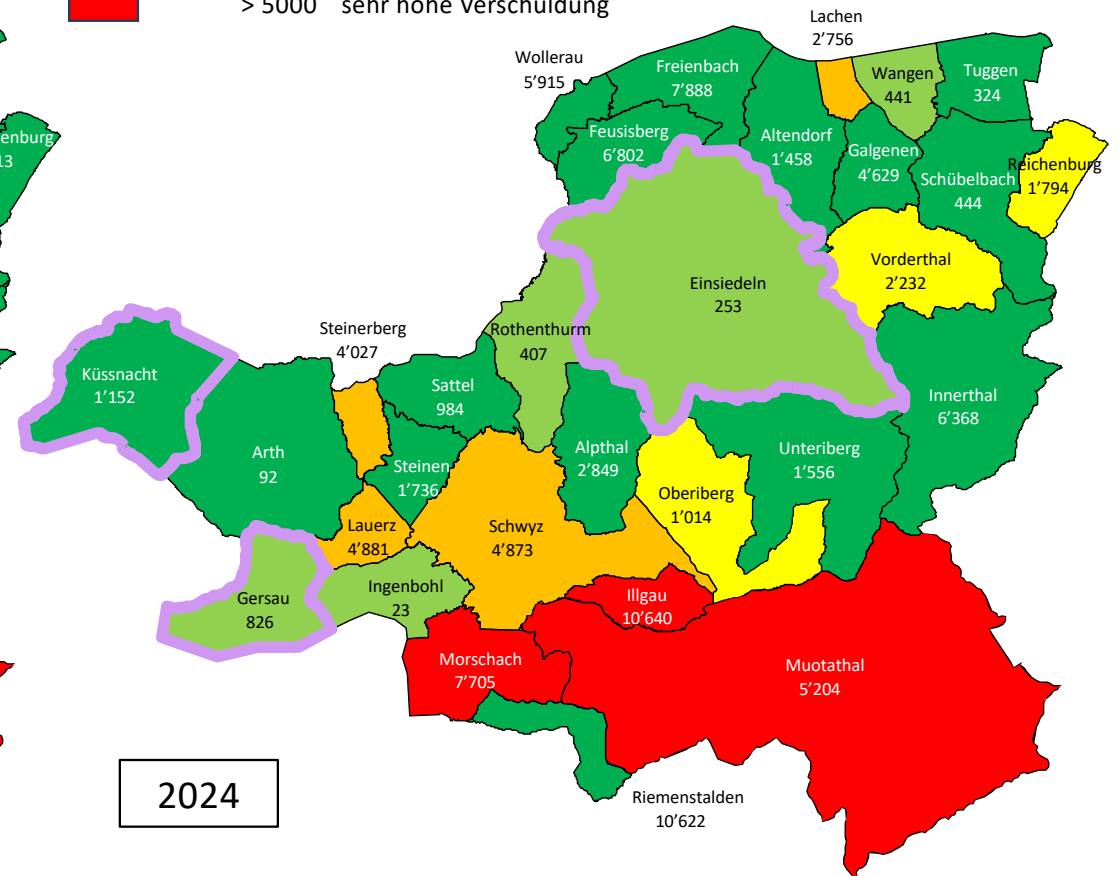 > 5000 sehr hohe Verschuldung
Lachen
2’756
Wollerau
5’915
Freienbach
7’888
Wangen
441
Tuggen
324
Feusisberg
6’802
Altendorf
1’458
Galgenen
4’629
Schübelbach
444
Reichenburg
1’794
enburg
13
Vorderthal
2’232
Einsiedeln
253
Steinerberg
4’027
Rothenthurm
407
Küssnacht
1’152
Sattel
984
Innerthal
6’368
Arth
92
Steinen
1’736
Alpthal
2’849
Unteriberg
1’556
Oberiberg
1’014
Lauerz
4’881
Schwyz
4’873
Gersau
826
Ingenbohl
23
Illgau
10’640
Morschach
7’705
Muotathal
5’204
2024
Riemenstalden
10’622